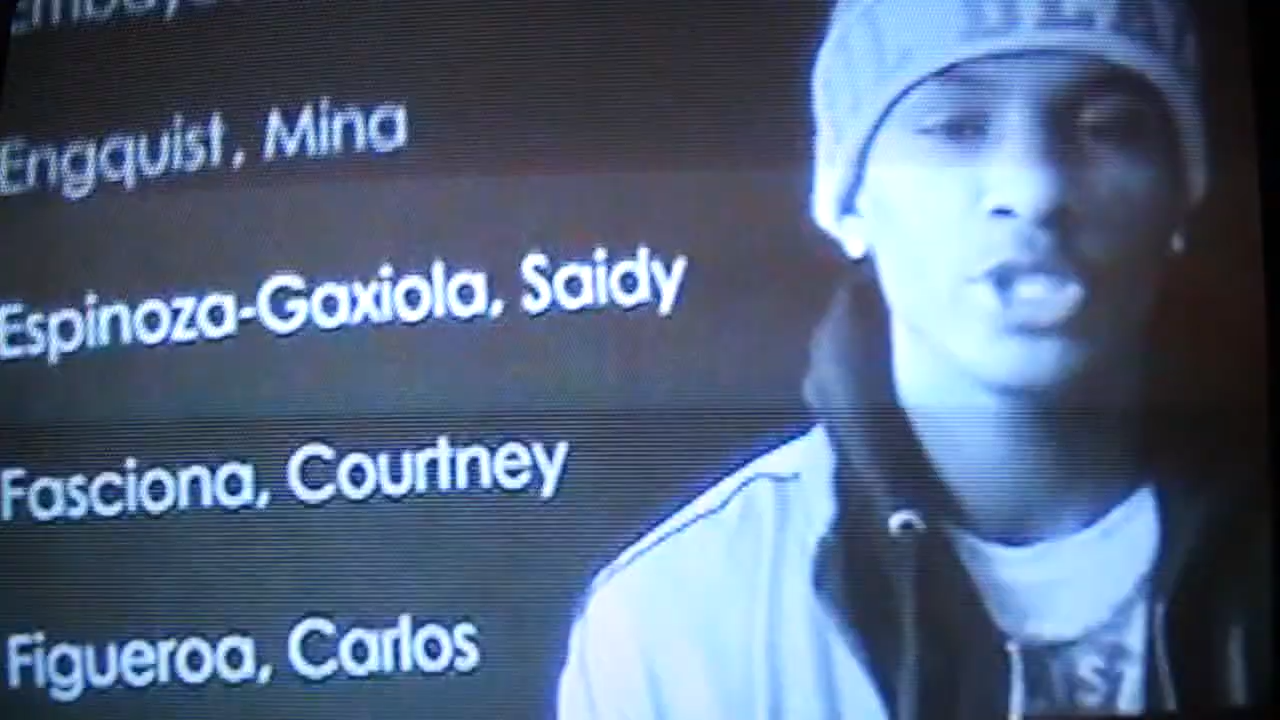 Engquist, Mina
Espinoza-Gaxiola, Saidy
Fasciona, Courtney
Figueroa, Carlos